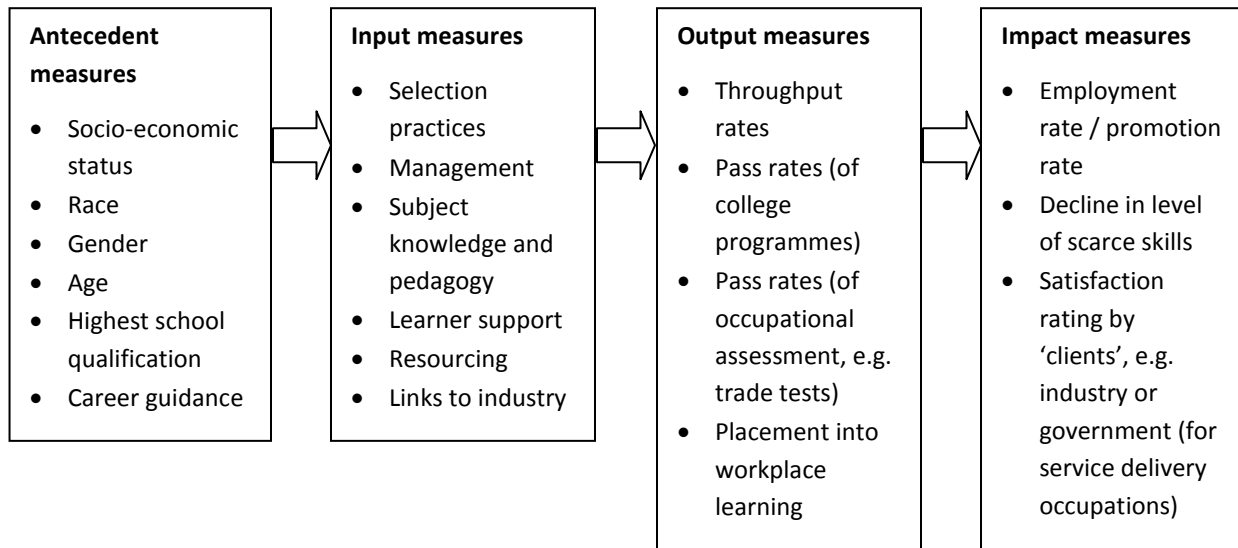 Antecedent
measures
• Socio-economic
status
• Race
• Gender
• Age
• Highest school
qualification
• Career guidance
Input measures
• Selection
practices
• Management
• Subject
knowledge and
pedagogy
• Learner support
• Resourcing
• Links to industry
Output measures
• Throughput
rates
• Pass rates (of
college
programmes)
• Pass rates (of
occupational
assessment, e.g.
trade tests)
• Placement into
workplace
learning
Impact measures
• Employment
rate / promotion
rate
• Decline in level
of scarce skills
• Satisfaction
rating by
‘clients’, e.g.
industry or
government (for
service delivery
occupations)